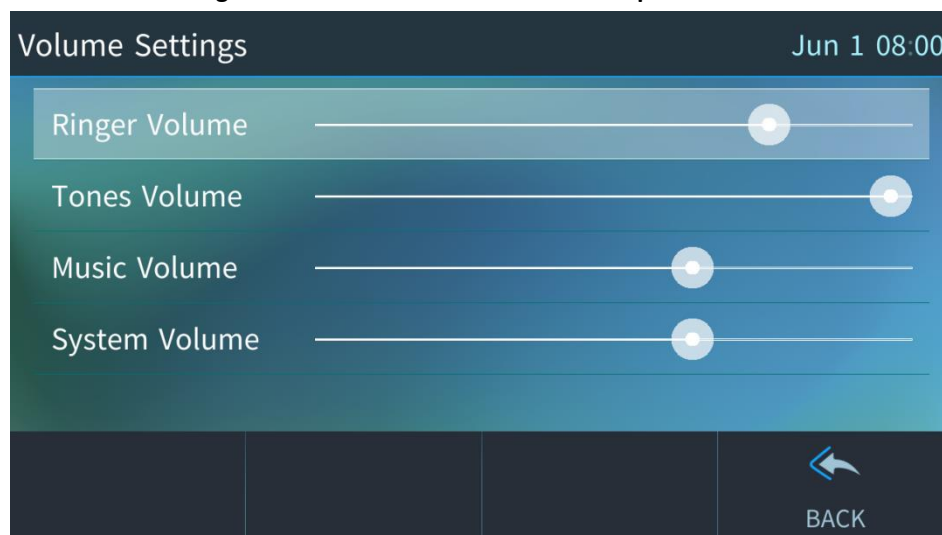 Volume Settings Jun 1 08:00
Ringer Volume
Tones Volume
Music Volume
System Volume
BACK